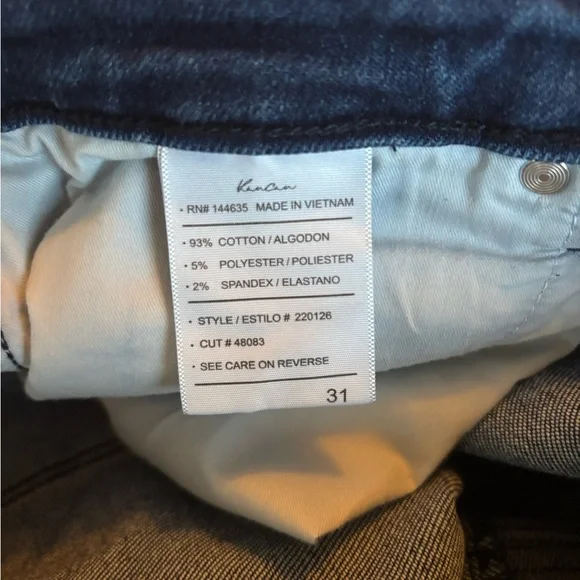 KanCan
· RN# 144635 MADE IN VIETNAM
· 93% COTTON / ALGODON
· 5% POLYESTER / POLIESTER
· 2% SPANDEX / ELASTANO
· STYLE / ESTILO # 220126
· CUT # 48083
· SEE CARE ON REVERSE
31